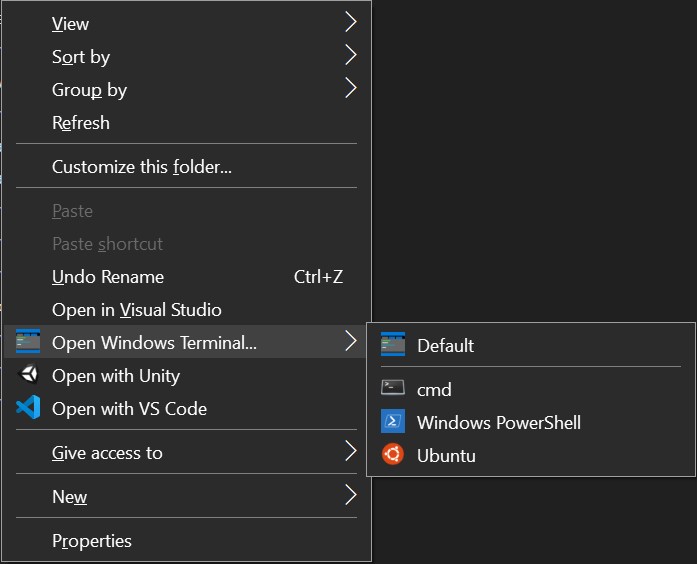 View
Sort by
Group by
Refresh
Customize this folder...
Paste
Paste shortcut
Undo Rename Ctrl+Z
Open in Visual Studio
Open Windows Terminal...
Open with Unity
Open with VS Code
Give access to
New
Properties
Default
cmd
Windows PowerShell
Ubuntu